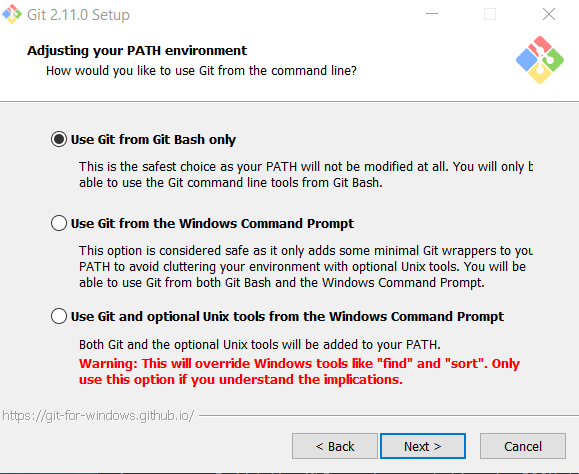 Git 2.11.0 Setup
Adjusting your PATH environment
How would you like to use Git from the command line?
Use Git from Git Bash only
This is the safest choice as your PATH will not be modified at all. You will only
able to use the Git command line tools from Git Bash.
Use Git from the Windows Command Prompt
This option is considered safe as it only adds some minimal Git wrappers to you
PATH to avoid cluttering your environment with optional Unix tools. You will be
able to use Git from both Git Bash and the Windows Command Prompt.
Use Git and optional Unix tools from the Windows Command Prompt
Both Git and the optional Unix tools will be added to your PATH.
Warning: This will override Windows tools like "find" and "sort". Only
use this option if you understand the implications.
https://git-for-windows.github.io/
< Back
Next >
Cancel